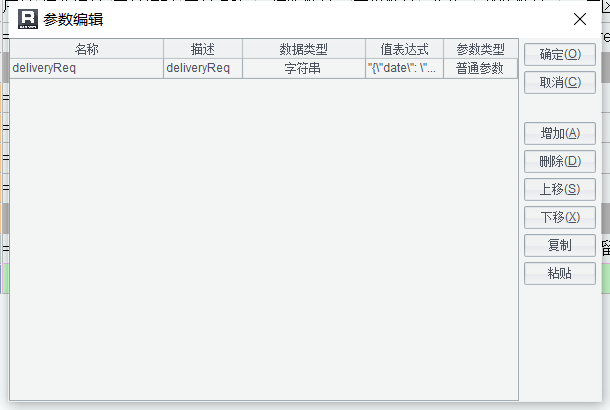 参数编辑
名称 描述 数据类型 值表达式 参数类型
deliveryReq deliveryReq 字符串 "{\"date\": \"... 普通参数
确定(O)
取消(C)
增加(A)
删除(D)
上移(S)
下移(X)
复制
粘贴
re
留